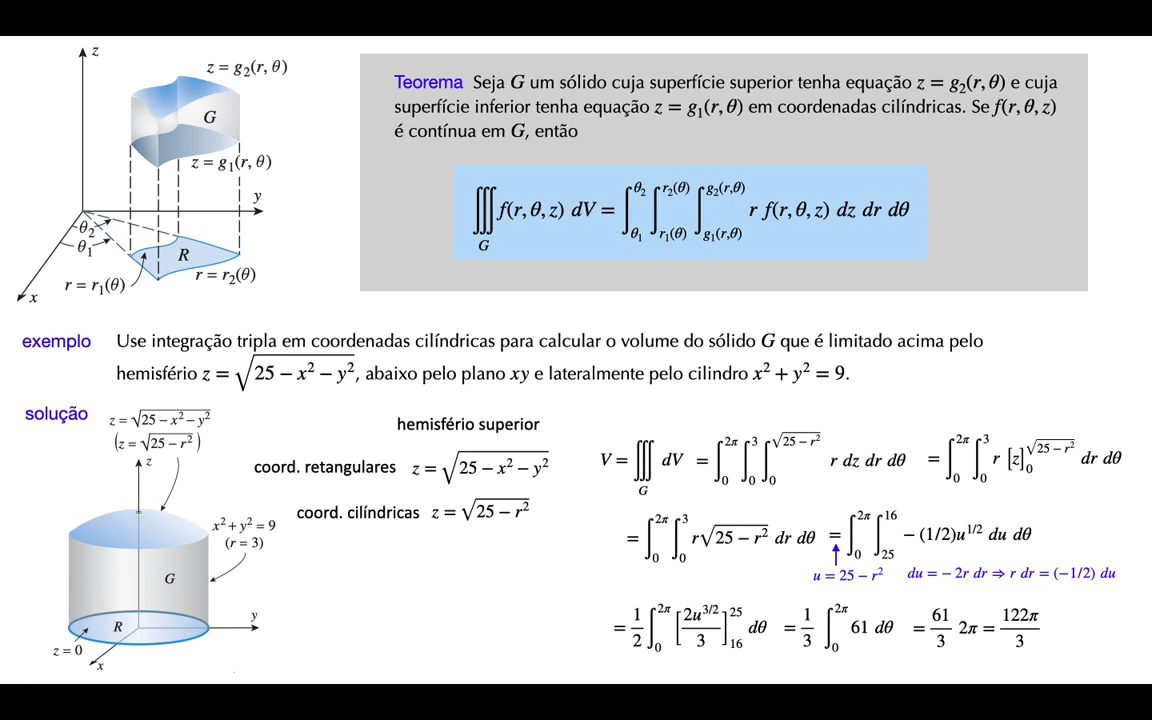 z
z = g₂(r, θ)
G
z = g₁(r, θ)
y
θ₂
θ₁
R
r = r₁(θ)
r = r₂(θ)
x
Teorema Seja G um sólido cuja superfície superior tenha equação z = g₂(r, θ) e cuja
superfície inferior tenha equação z = g₁(r, θ) em coordenadas cilíndricas. Se f(r, θ, z)
é contínua em G, então
∭_G f(r, θ, z) dV = ∫_{θ₁}^{θ₂} ∫_{r₁(θ)}^{r₂(θ)} ∫_{g₁(r,θ)}^{g₂(r,θ)} r f(r, θ, z) dz dr dθ
exemplo Use integração tripla em coordenadas cilíndricas para calcular o volume do sólido G que é limitado acima pelo
hemisfério z = √(25 − x² − y²), abaixo pelo plano xy e lateralmente pelo cilindro x² + y² = 9.
solução
z = √(25 − x² − y²)
(z = √(25 − r²))
z
x² + y² = 9
(r = 3)
G
y
R
z = 0
x
hemisfério superior
coord. retangulares z = √(25 − x² − y²)
coord. cilíndricas z = √(25 − r²)
V = ∭_G dV = ∫_0^{2π} ∫_0^3 ∫_0^{√(25 − r²)} r dz dr dθ = ∫_0^{2π} ∫_0^3 r [z]_0^{√(25 − r²)} dr dθ
= ∫_0^{2π} ∫_0^3 r√(25 − r²) dr dθ = ∫_0^{2π} ∫_{25}^{16} − (1/2)u^{1/2} du dθ
u = 25 − r² du = − 2r dr ⇒ r dr = (−1/2) du
= 1/2 ∫_0^{2π} [2u^{3/2}/3]_{16}^{25} dθ = 1/3 ∫_0^{2π} 61 dθ = 61/3 2π = 122π/3